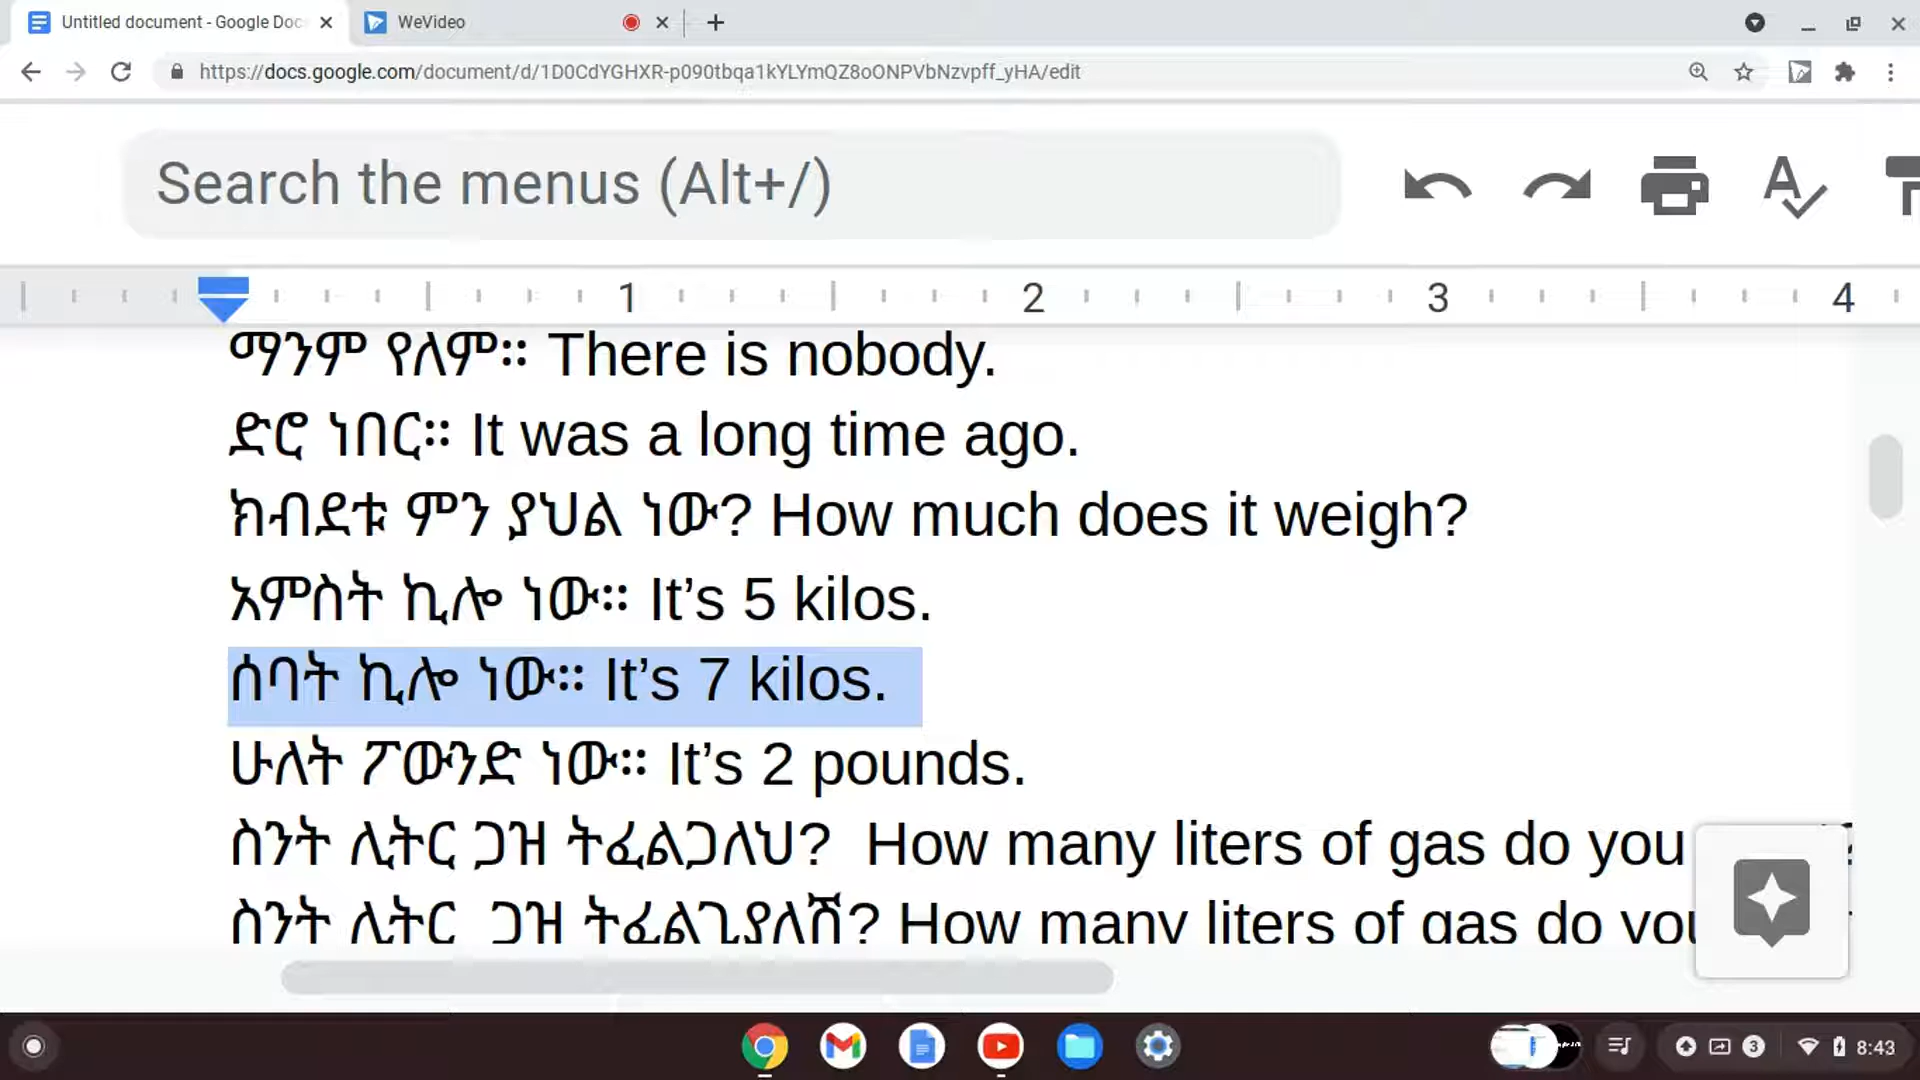 Untitled document - Google Doc
WeVideo
https://docs.google.com/document/d/1D0CdYGHXR-p090tbqa1kYLYmQZ8oONPVbNzvpff_yHA/edit
Search the menus (Alt+/)
1 2 3 4
ማንም የለም። There is nobody.
ድሮ ነበር። It was a long time ago.
ክብደቱ ምን ያህል ነው? How much does it weigh?
አምስት ኪሎ ነው። It’s 5 kilos.
ሰባት ኪሎ ነው። It’s 7 kilos.
ሁለት ፖውንድ ነው። It’s 2 pounds.
ስንት ሊትር ጋዝ ትፈልጋለህ? How many liters of gas do you
ስንት ሊትር ጋዝ ትፈልጊያለሽ? How many liters of gas do you
3 8:43